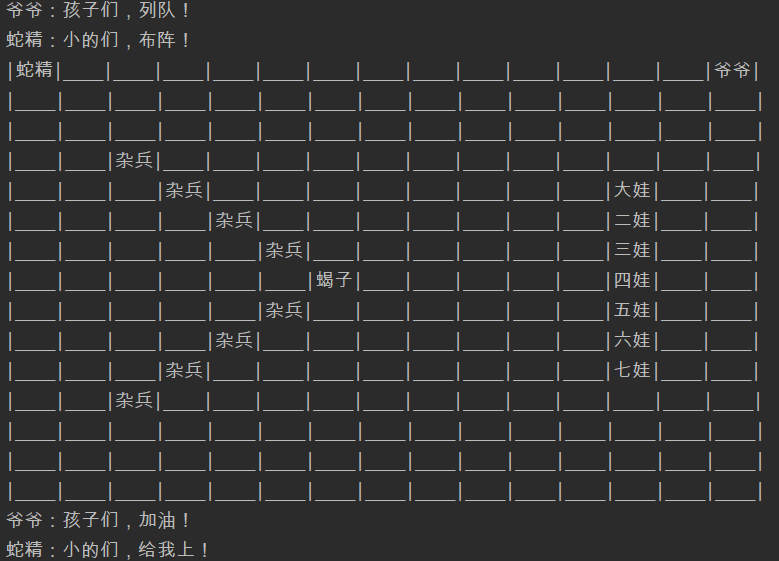 爷爷：孩子们，列队！
蛇精：小的们，布阵！
|蛇精|____|____|____|____|____|____|____|____|____|____|____|____|____|爷爷|
|____|____|____|____|____|____|____|____|____|____|____|____|____|____|____|
|____|____|____|____|____|____|____|____|____|____|____|____|____|____|____|
|____|____|杂兵|____|____|____|____|____|____|____|____|____|____|____|____|
|____|____|____|杂兵|____|____|____|____|____|____|____|____|大娃|____|____|
|____|____|____|____|杂兵|____|____|____|____|____|____|____|二娃|____|____|
|____|____|____|____|____|杂兵|____|____|____|____|____|____|三娃|____|____|
|____|____|____|____|____|____|蝎子|____|____|____|____|____|四娃|____|____|
|____|____|____|____|____|杂兵|____|____|____|____|____|____|五娃|____|____|
|____|____|____|____|杂兵|____|____|____|____|____|____|____|六娃|____|____|
|____|____|____|杂兵|____|____|____|____|____|____|____|____|七娃|____|____|
|____|____|杂兵|____|____|____|____|____|____|____|____|____|____|____|____|
|____|____|____|____|____|____|____|____|____|____|____|____|____|____|____|
|____|____|____|____|____|____|____|____|____|____|____|____|____|____|____|
|____|____|____|____|____|____|____|____|____|____|____|____|____|____|____|
爷爷：孩子们，加油！
蛇精：小的们，给我上！